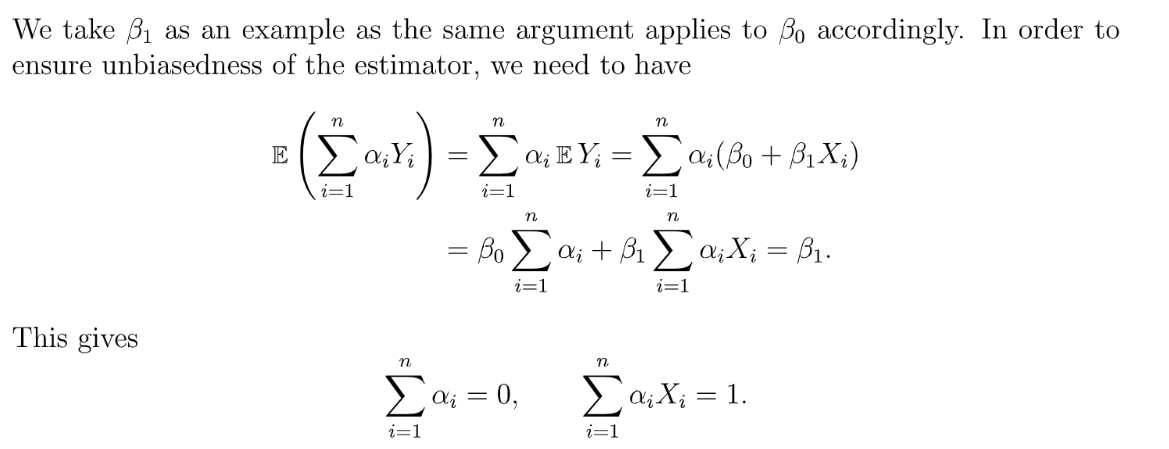 We take β₁ as an example as the same argument applies to β₀ accordingly. In order to
ensure unbiasedness of the estimator, we need to have
𝔼 (∑_{i=1}^{n} α_i Y_i) = ∑_{i=1}^{n} α_i 𝔼 Y_i = ∑_{i=1}^{n} α_i(β₀ + β₁X_i)
= β₀ ∑_{i=1}^{n} α_i + β₁ ∑_{i=1}^{n} α_i X_i = β₁.
This gives
∑_{i=1}^{n} α_i = 0, ∑_{i=1}^{n} α_i X_i = 1.